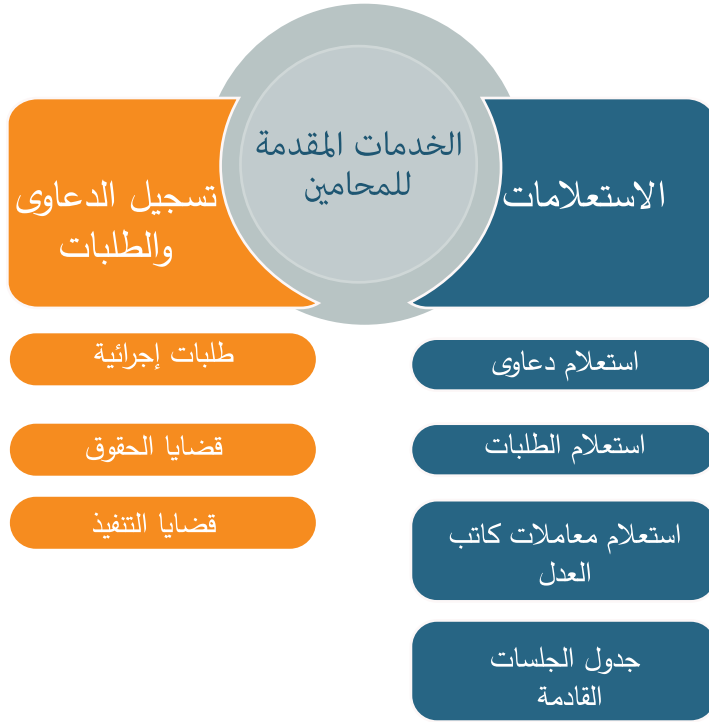 الخدمات المقدمة
للمحامين
الاستعلامات
استعلام دعاوى
استعلام الطلبات
استعلام معاملات كاتب
العدل
جدول الجلسات
القادمة
تسجيل الدعاوى
والطلبات
طلبات إجرائية
قضايا الحقوق
قضايا التنفيذ